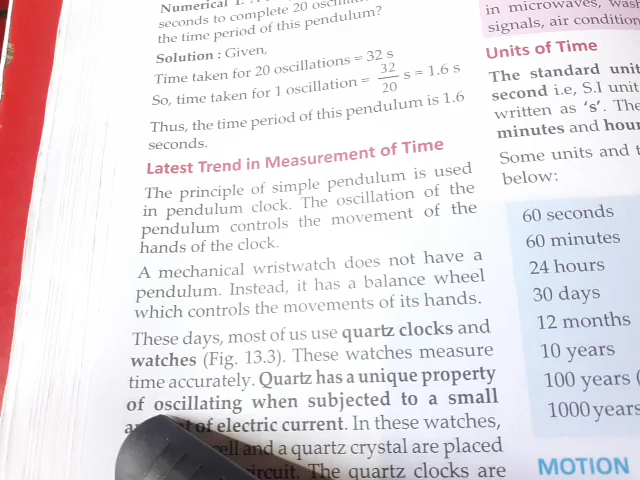 Numerical 1.
seconds to complete 20
the time period of this pendulum?
Solution : Given,
Time taken for 20 oscillations = 32 s
So, time taken for 1 oscillation = 32/20 s = 1.6 s
Thus, the time period of this pendulum is 1.6
seconds.
Latest Trend in Measurement of Time
The principle of simple pendulum is used
in pendulum clock. The oscillation of the
pendulum controls the movement of the
hands of the clock.
A mechanical wristwatch does not have a
pendulum. Instead, it has a balance wheel
which controls the movements of its hands.
These days, most of us use quartz clocks and
watches (Fig. 13.3). These watches measure
time accurately. Quartz has a unique property
of oscillating when subjected to a small
of electric current. In these watches,
and a quartz crystal are placed
The quartz clocks are
in microwaves,
signals, air
Units of Time
The standard
second i.e, S.I unit
written as 's'. The
minutes and
Some units and
below:
60 seconds
60 minutes
24 hours
30 days
12 months
10 years
100 years (
1000 years
MOTION